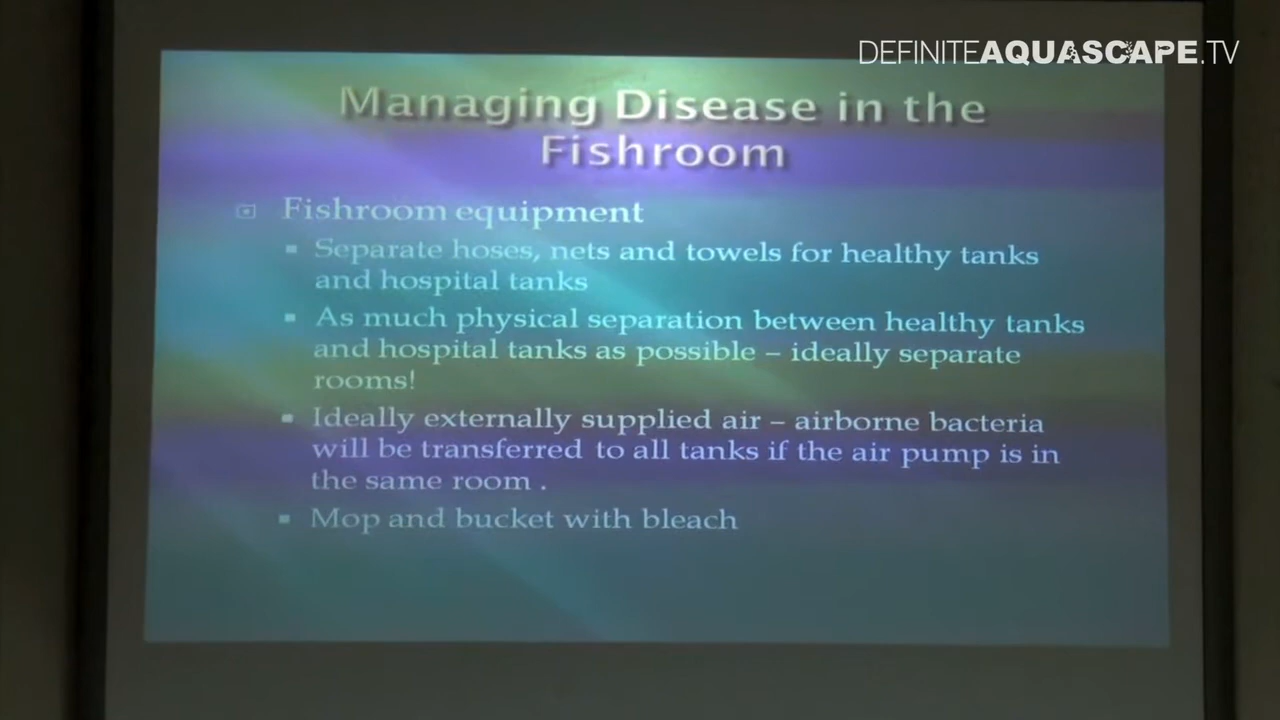 DEFINITEAQUASCAPE.TV
Managing Disease in the
Fishroom
Fishroom equipment
Separate hoses, nets and towels for healthy tanks
and hospital tanks
As much physical separation between healthy tanks
and hospital tanks as possible – ideally separate
rooms!
Ideally externally supplied air – airborne bacteria
will be transferred to all tanks if the air pump is in
the same room .
Mop and bucket with bleach